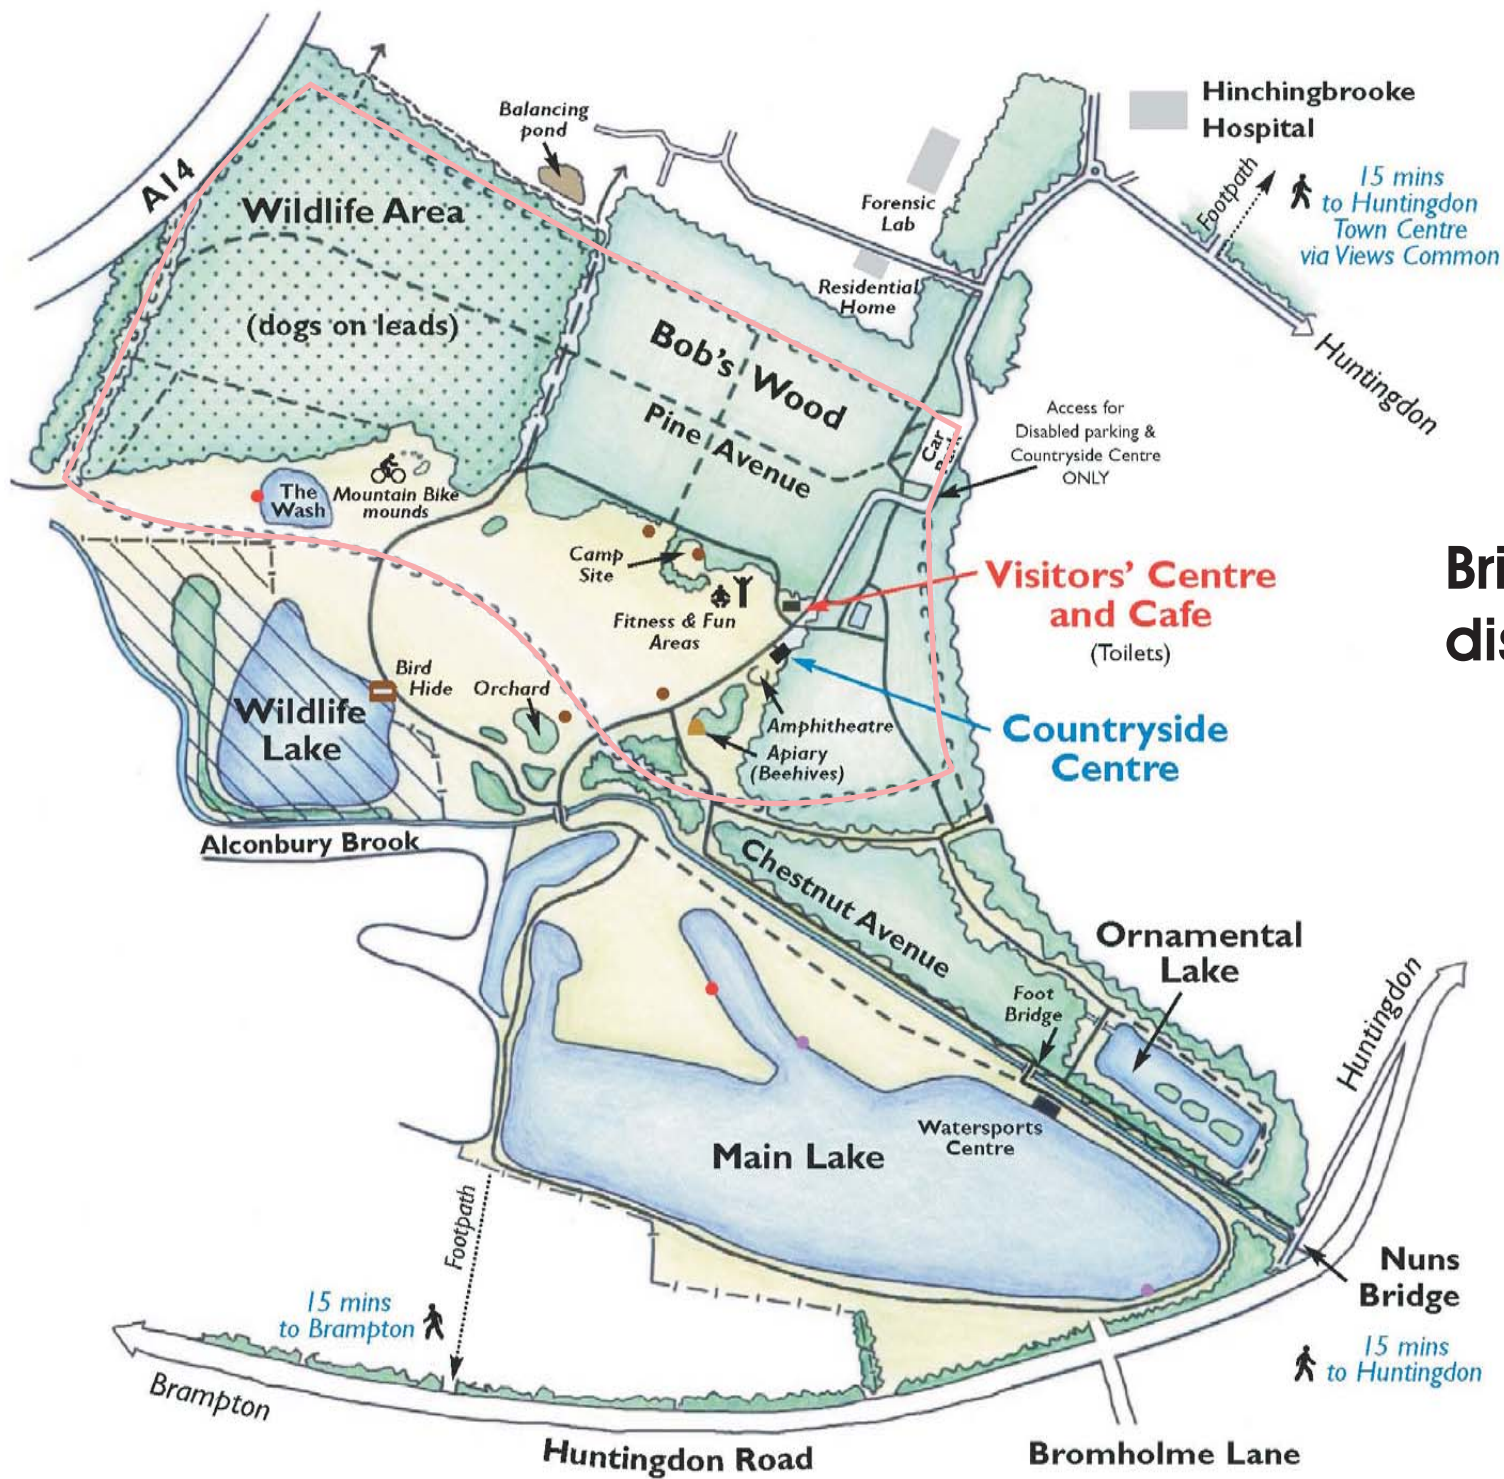 Hinchingbrooke
Hospital
Balancing
pond
A14
Footpath
15 mins
to Huntingdon
Town Centre
via Views Common
Forensic
Lab
Wildlife Area
Residential
Home
(dogs on leads)
Huntingdon
Bob's Wood
Pine Avenue
Car
Access for
Disabled parking &
Countryside Centre
ONLY
The
Wash
Mountain Bike
mounds
Camp
Site
Visitors' Centre
and Cafe
(Toilets)
Bri
dis
Fitness & Fun
Areas
Bird
Hide
Orchard
Wildlife
Lake
Amphitheatre
Apiary
(Beehives)
Countryside
Centre
Alconbury Brook
Chestnut Avenue
Ornamental
Lake
Foot
Bridge
Huntingdon
Watersports
Centre
Main Lake
Footpath
Nuns
Bridge
15 mins
to Brampton
15 mins
to Huntingdon
Brampton
Huntingdon Road
Bromholme Lane